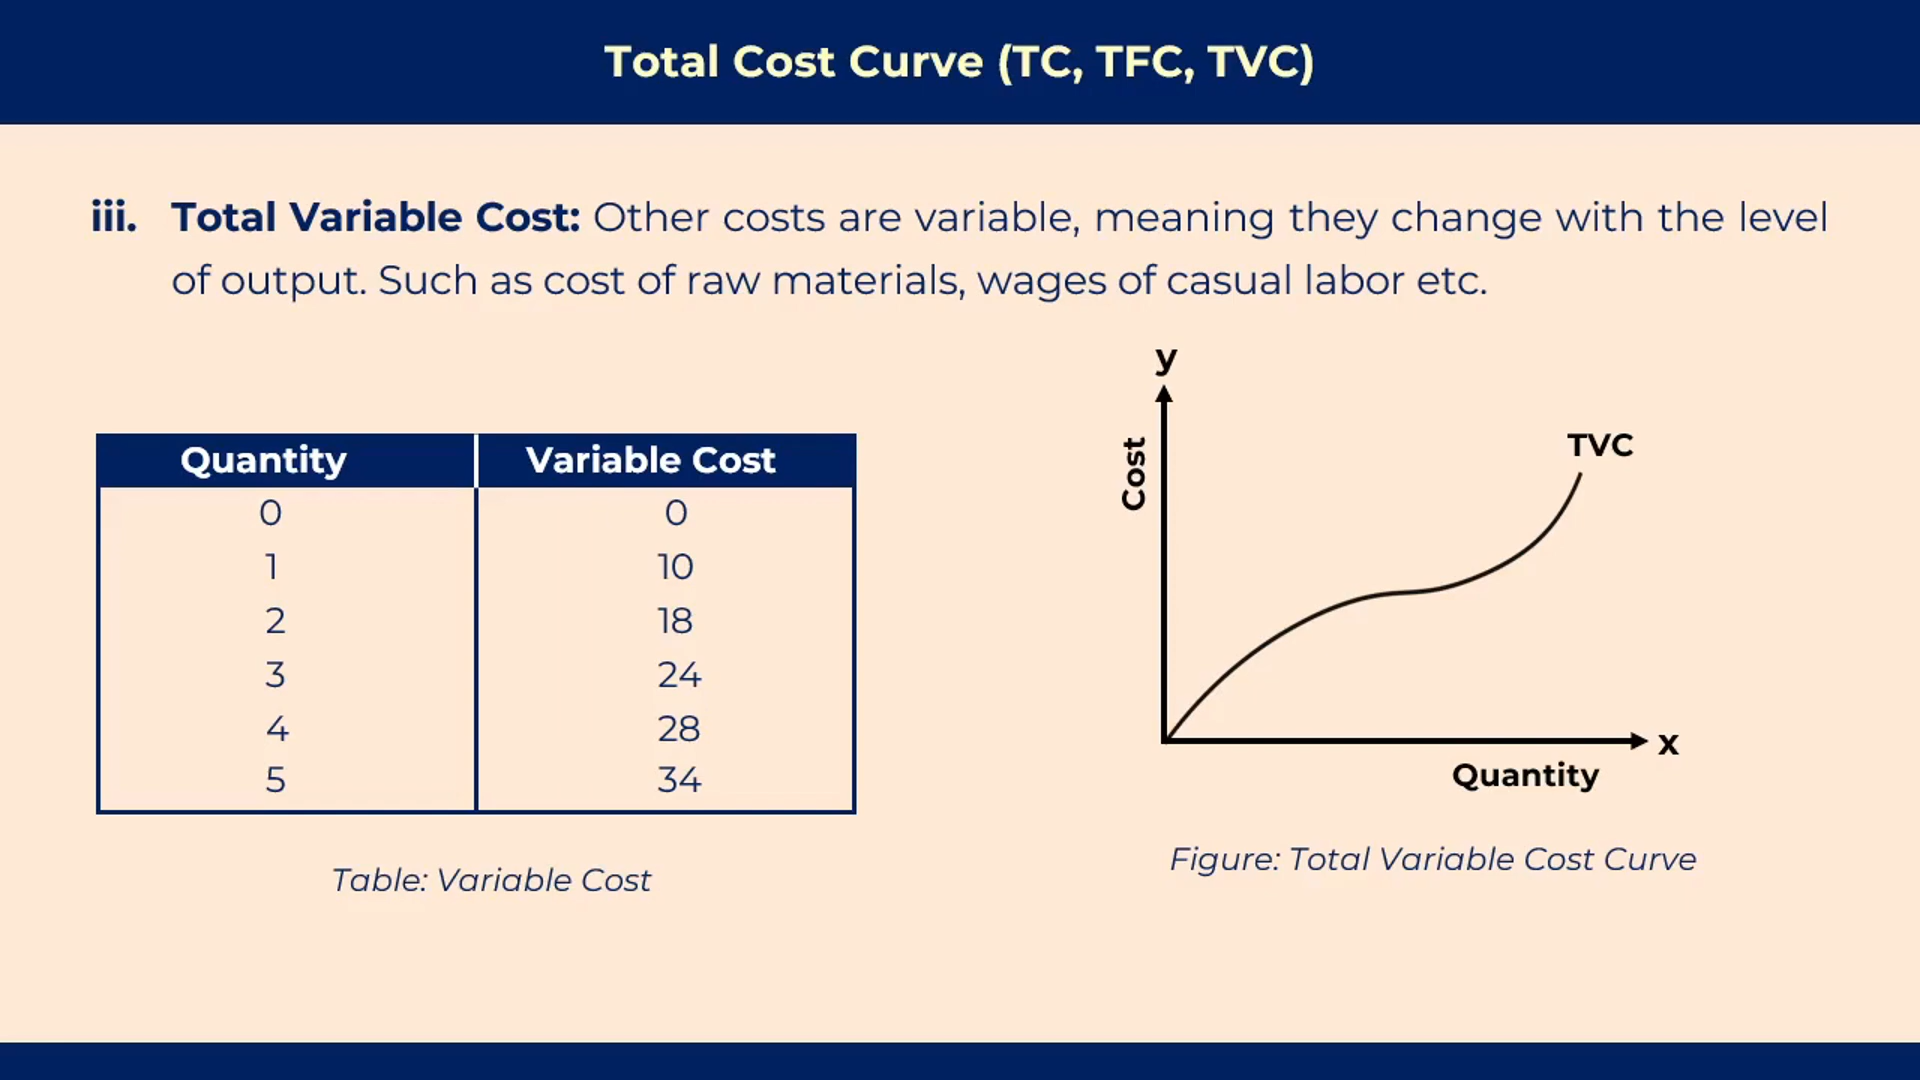 Total Cost Curve (TC, TFC, TVC)
iii. Total Variable Cost: Other costs are variable, meaning they change with the level
of output. Such as cost of raw materials, wages of casual labor etc.
Quantity Variable Cost
0 0
1 10
2 18
3 24
4 28
5 34
Table: Variable Cost
y
Cost
TVC
x
Quantity
Figure: Total Variable Cost Curve